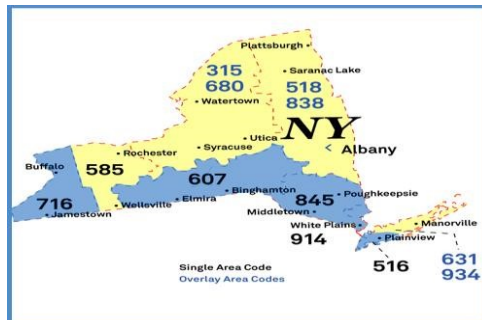 Plattsburgh
315
680
Saranac Lake
518
838
Watertown
NY
Utica
Albany
Rochester
Syracuse
Buffalo
585
607
716
Binghamton
845
Poughkeepsie
Elmira
Wellsville
Jamestown
Middletown
White Plains
Manorville
914
Plainview
516
631
934
Single Area Code
Overlay Area Codes